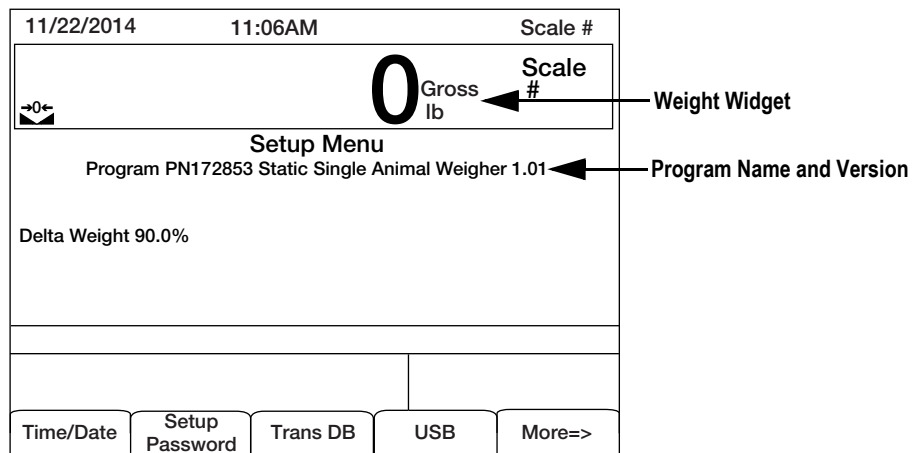 11/22/2014 11:06AM Scale #
0 Gross lb
Scale #
→0←
Weight Widget
Setup Menu
Program PN172853 Static Single Animal Weigher 1.01
Program Name and Version
Delta Weight 90.0%
Time/Date
Setup Password
Trans DB
USB
More=>